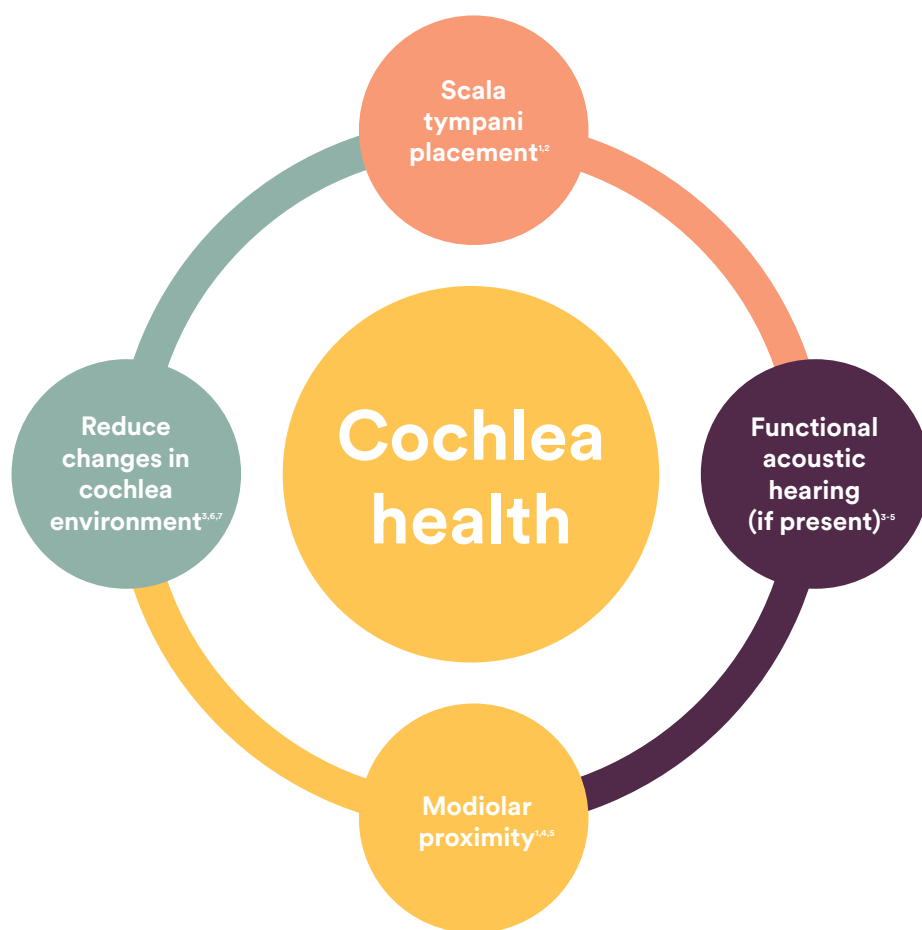 Scala
tympani
placement¹,²
Cochlea
health
Reduce
changes in
cochlea
environment³,⁶,⁷
Functional
acoustic
hearing
(if present)³-⁵
Modiolar
proximity¹,⁴,⁵